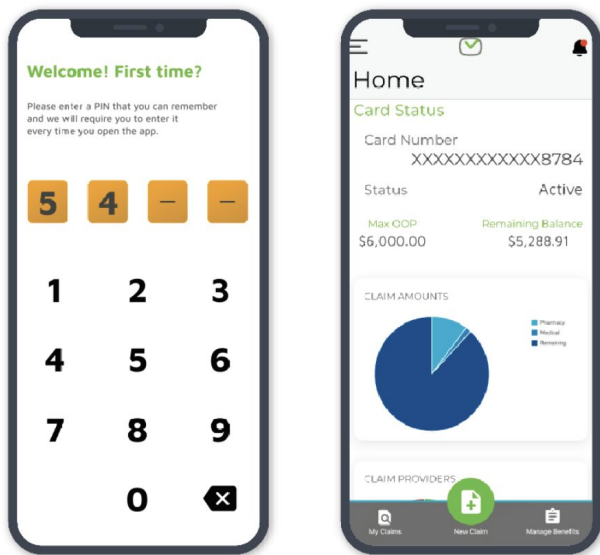 Welcome! First time?
Please enter a PIN that you can remember
and we will require you to enter it
every time you open the app.
5 4 – –
1 2 3
4 5 6
7 8 9
0
Home
Card Status
Card Number
XXXXXXXXXXXX8784
Status Active
Max OOP Remaining Balance
$6,000.00 $5,288.91
CLAIM AMOUNTS
Pharmacy
Medical
Remaining
CLAIM PROVIDERS
My Claims New Claim Manage Benefits